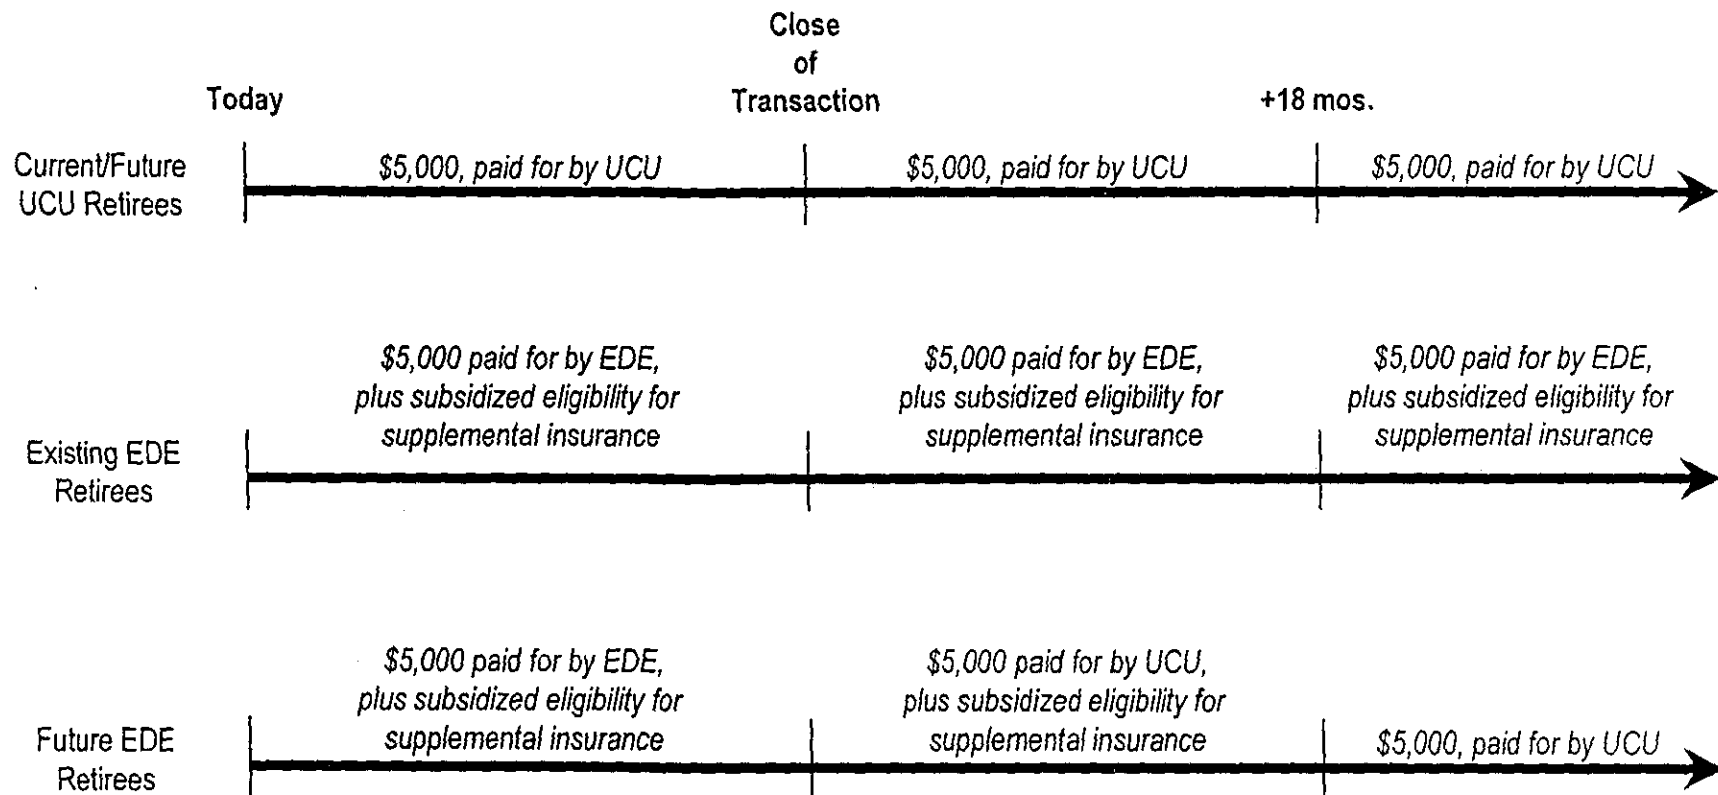 Close
of
Transaction
Today
+18 mos.
Current/Future
UCU Retirees
$5,000, paid for by UCU
$5,000, paid for by UCU
$5,000, paid for by UCU
Existing EDE
Retirees
$5,000 paid for by EDE,
plus subsidized eligibility for
supplemental insurance
$5,000 paid for by EDE,
plus subsidized eligibility for
supplemental insurance
$5,000 paid for by EDE,
plus subsidized eligibility for
supplemental insurance
Future EDE
Retirees
$5,000 paid for by EDE,
plus subsidized eligibility for
supplemental insurance
$5,000 paid for by UCU,
plus subsidized eligibility for
supplemental insurance
$5,000, paid for by UCU